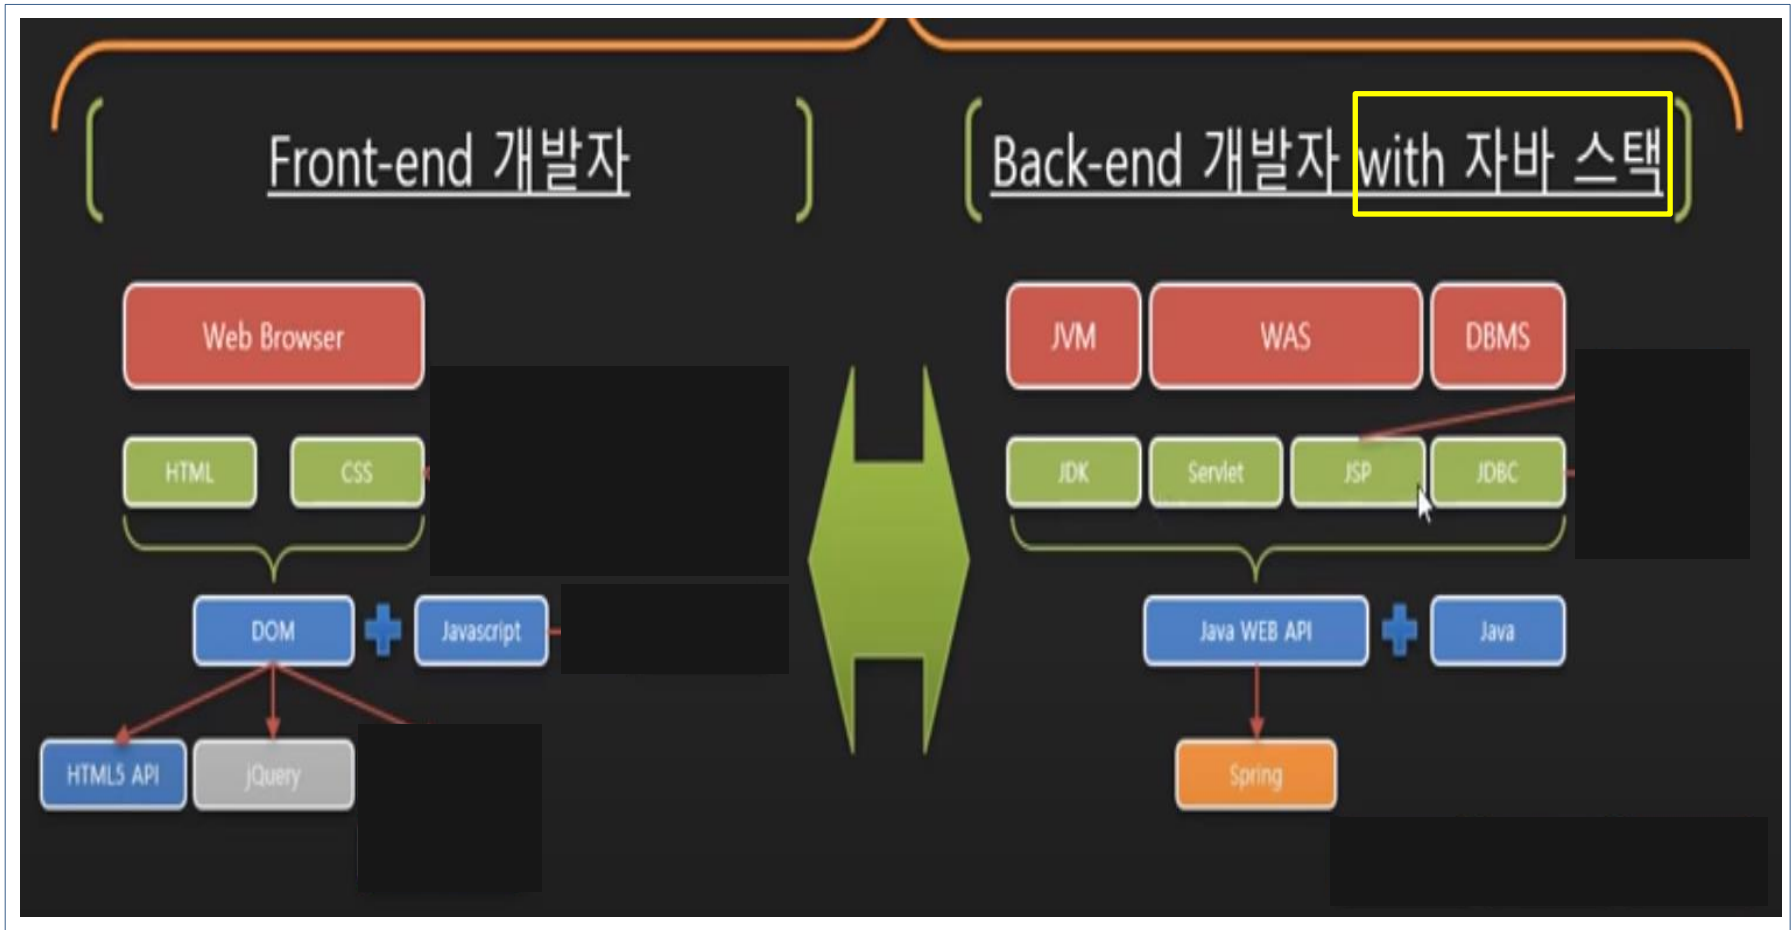 Front-end 개발자
Back-end 개발자 with 자바 스택
Web Browser
JVM
WAS
DBMS
HTML
CSS
JDK
Servlet
JSP
JDBC
DOM
Javascript
Java WEB API
Java
HTML5 API
jQuery
Spring